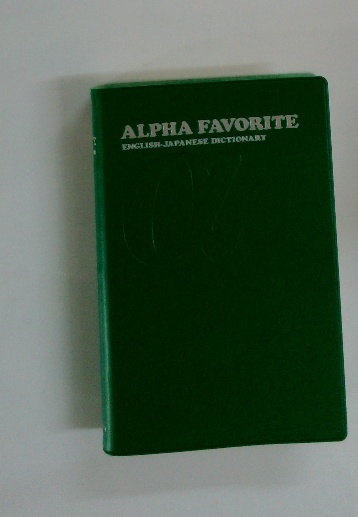 ALPHA FAVORITE
ENGLISH-JAPANESE DICTIONARY